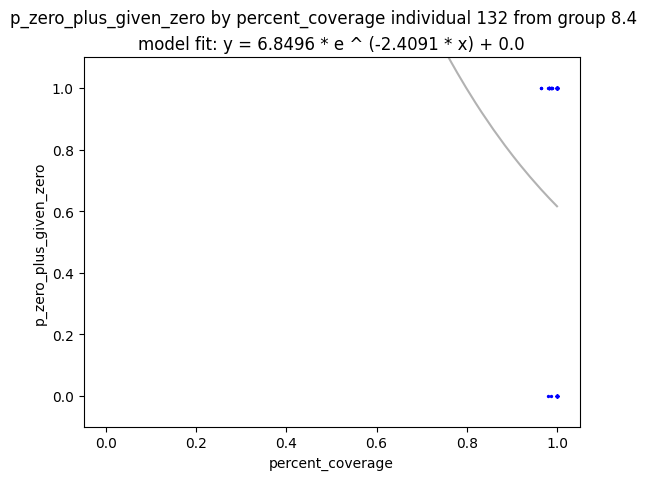 p_zero_plus_given_zero by percent_coverage individual 132 from group 8.4
model fit: y = 6.8496 * e ^ (-2.4091 * x) + 0.0
1.0
0.8
0.6
0.4
0.2
0.0
p_zero_plus_given_zero
0.0 0.2 0.4 0.6 0.8 1.0
percent_coverage